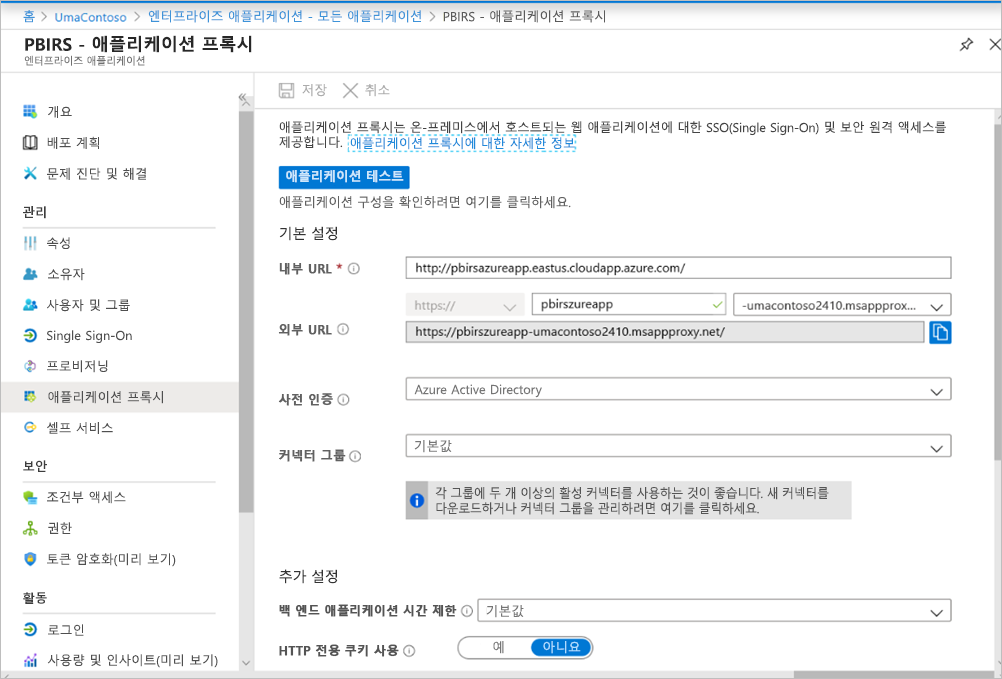 홈 > UmaContoso > 엔터프라이즈 애플리케이션 - 모든 애플리케이션 > PBIRS - 애플리케이션 프록시
PBIRS - 애플리케이션 프록시
엔터프라이즈 애플리케이션
개요
배포 계획
문제 진단 및 해결
관리
속성
소유자
사용자 및 그룹
Single Sign-On
프로비저닝
애플리케이션 프록시
셀프 서비스
보안
조건부 액세스
권한
토큰 암호화(미리 보기)
활동
로그인
사용량 및 인사이트(미리 보기)
저장 취소
애플리케이션 프록시는 온-프레미스에서 호스트되는 웹 애플리케이션에 대한 SSO(Single Sign-On) 및 보안 원격 액세스를
제공합니다. 애플리케이션 프록시에 대한 자세한 정보
애플리케이션 테스트
애플리케이션 구성을 확인하려면 여기를 클릭하세요.
기본 설정
내부 URL * http://pbirsazureapp.eastus.cloudapp.azure.com/
https:// pbirszureapp -umacontoso2410.msappprox...
외부 URL https://pbirszureapp-umacontoso2410.msappproxy.net/
사전 인증 Azure Active Directory
커넥터 그룹 기본값
각 그룹에 두 개 이상의 활성 커넥터를 사용하는 것이 좋습니다. 새 커넥터를
다운로드하거나 커넥터 그룹을 관리하려면 여기를 클릭하세요.
추가 설정
백 엔드 애플리케이션 시간 제한 기본값
HTTP 전용 쿠키 사용 예 아니요